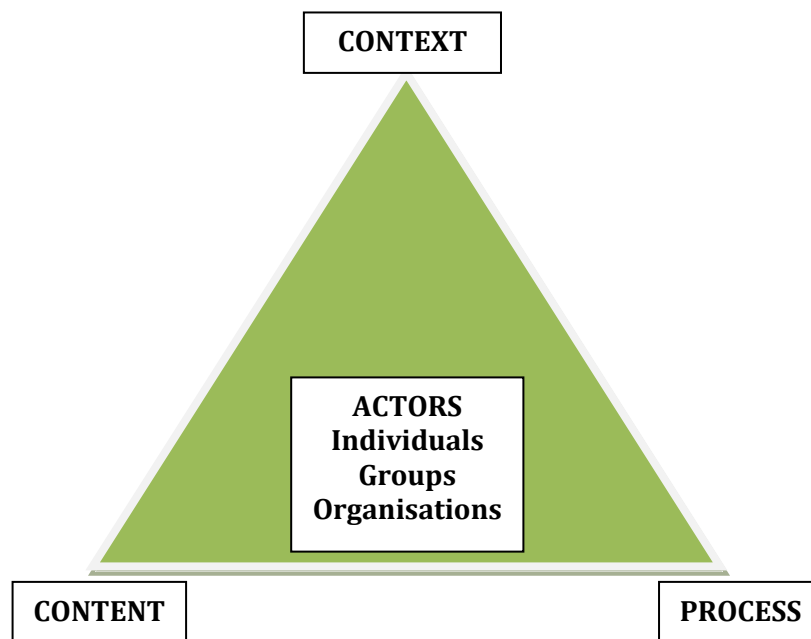 CONTEXT
ACTORS
Individuals
Groups
Organisations
CONTENT
PROCESS